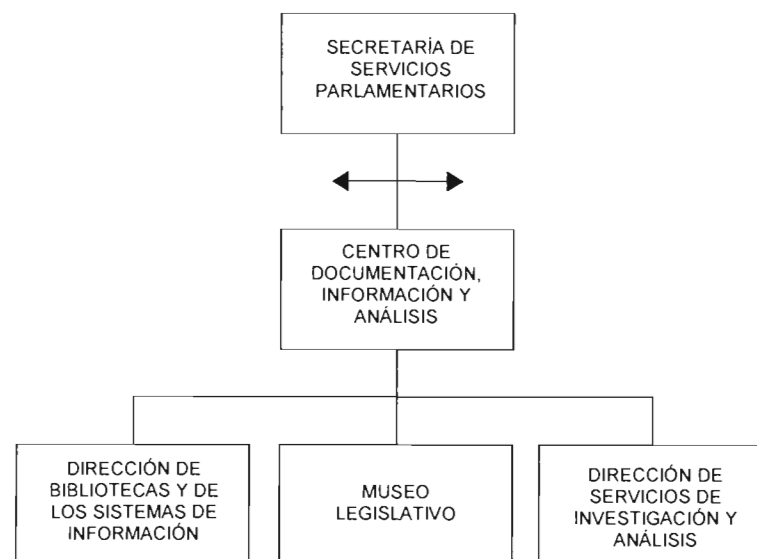 SECRETARÍA DE
SERVICIOS
PARLAMENTARIOS
CENTRO DE
DOCUMENTACIÓN,
INFORMACIÓN Y
ANÁLISIS
DIRECCIÓN DE
BIBLIOTECAS Y DE
LOS SISTEMAS DE
INFORMACIÓN
MUSEO
LEGISLATIVO
DIRECCIÓN DE
SERVICIOS DE
INVESTIGACIÓN Y
ANÁLISIS